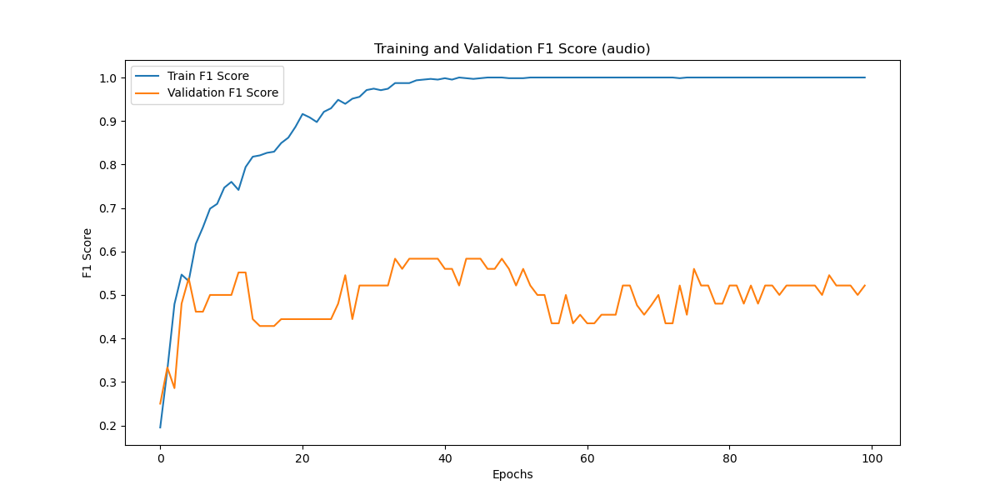 Training and Validation F1 Score (audio)
Train F1 Score
Validation F1 Score
F1 Score
1.0
0.9
0.8
0.7
0.6
0.5
0.4
0.3
0.2
0 20 40 60 80 100
Epochs